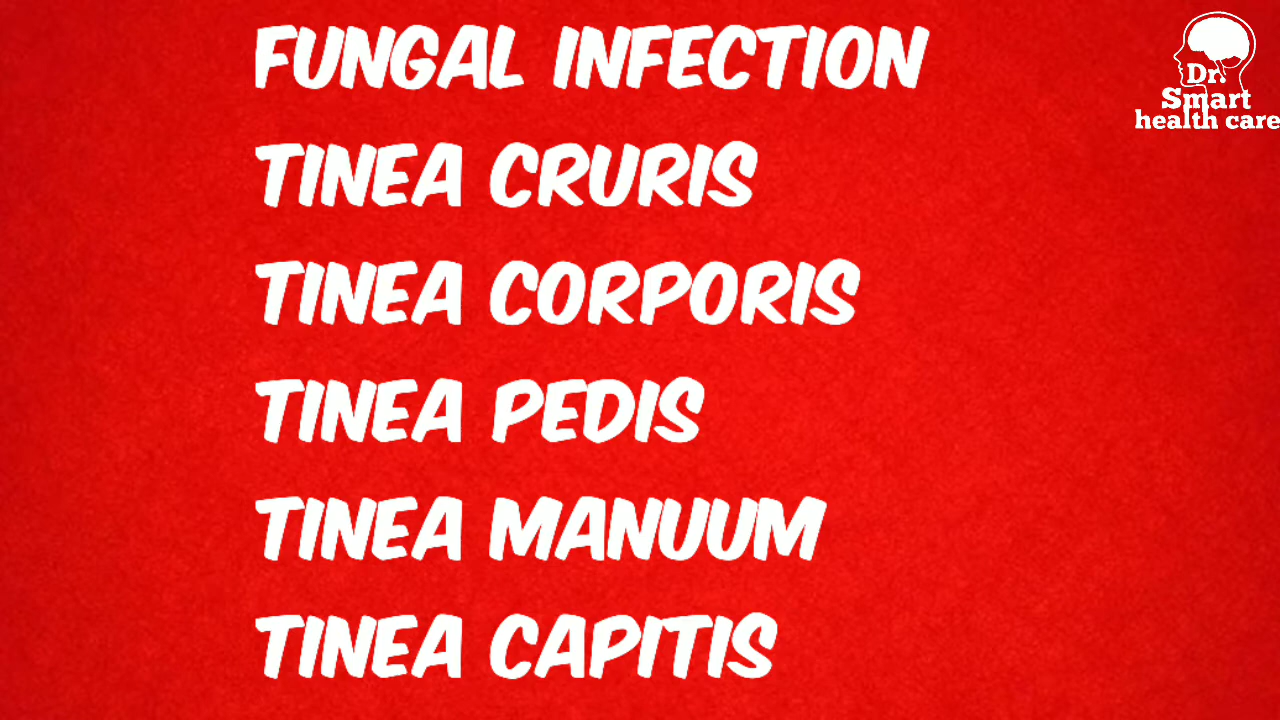 FUNGAL INFECTION
TINEA CRURIS
TINEA CORPORIS
TINEA PEDIS
TINEA MANUUM
TINEA CAPITIS
Dr.
Smart
health care